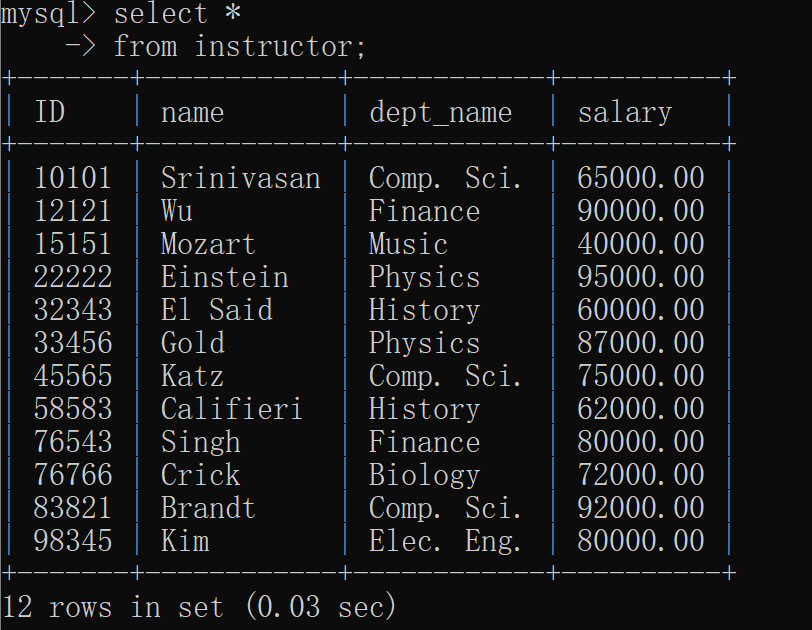 mysql> select *
    -> from instructor;
+-------+------------+------------+----------+
| ID    | name       | dept_name  | salary   |
+-------+------------+------------+----------+
| 10101 | Srinivasan | Comp. Sci. | 65000.00 |
| 12121 | Wu         | Finance    | 90000.00 |
| 15151 | Mozart     | Music      | 40000.00 |
| 22222 | Einstein   | Physics    | 95000.00 |
| 32343 | El Said    | History    | 60000.00 |
| 33456 | Gold       | Physics    | 87000.00 |
| 45565 | Katz       | Comp. Sci. | 75000.00 |
| 58583 | Califieri  | History    | 62000.00 |
| 76543 | Singh      | Finance    | 80000.00 |
| 76766 | Crick      | Biology    | 72000.00 |
| 83821 | Brandt     | Comp. Sci. | 92000.00 |
| 98345 | Kim        | Elec. Eng. | 80000.00 |
+-------+------------+------------+----------+
12 rows in set (0.03 sec)